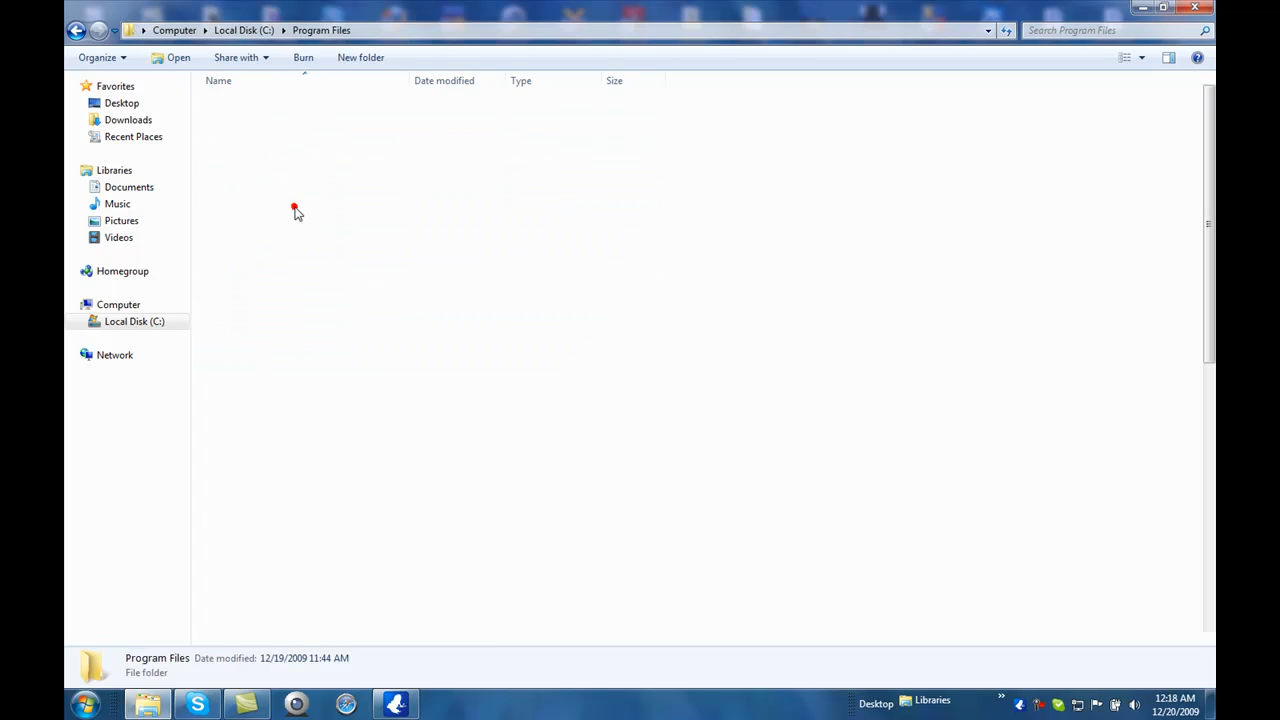 Computer Local Disk (C:) Program Files
Search Program Files
Organize Open Share with Burn New folder
Name Date modified Type Size
Favorites
Desktop
Downloads
Recent Places
Libraries
Documents
Music
Pictures
Videos
Homegroup
Computer
Local Disk (C:)
Network
Program Files Date modified: 12/19/2009 11:44 AM
File folder
Desktop Libraries »
12:18 AM
12/20/2009